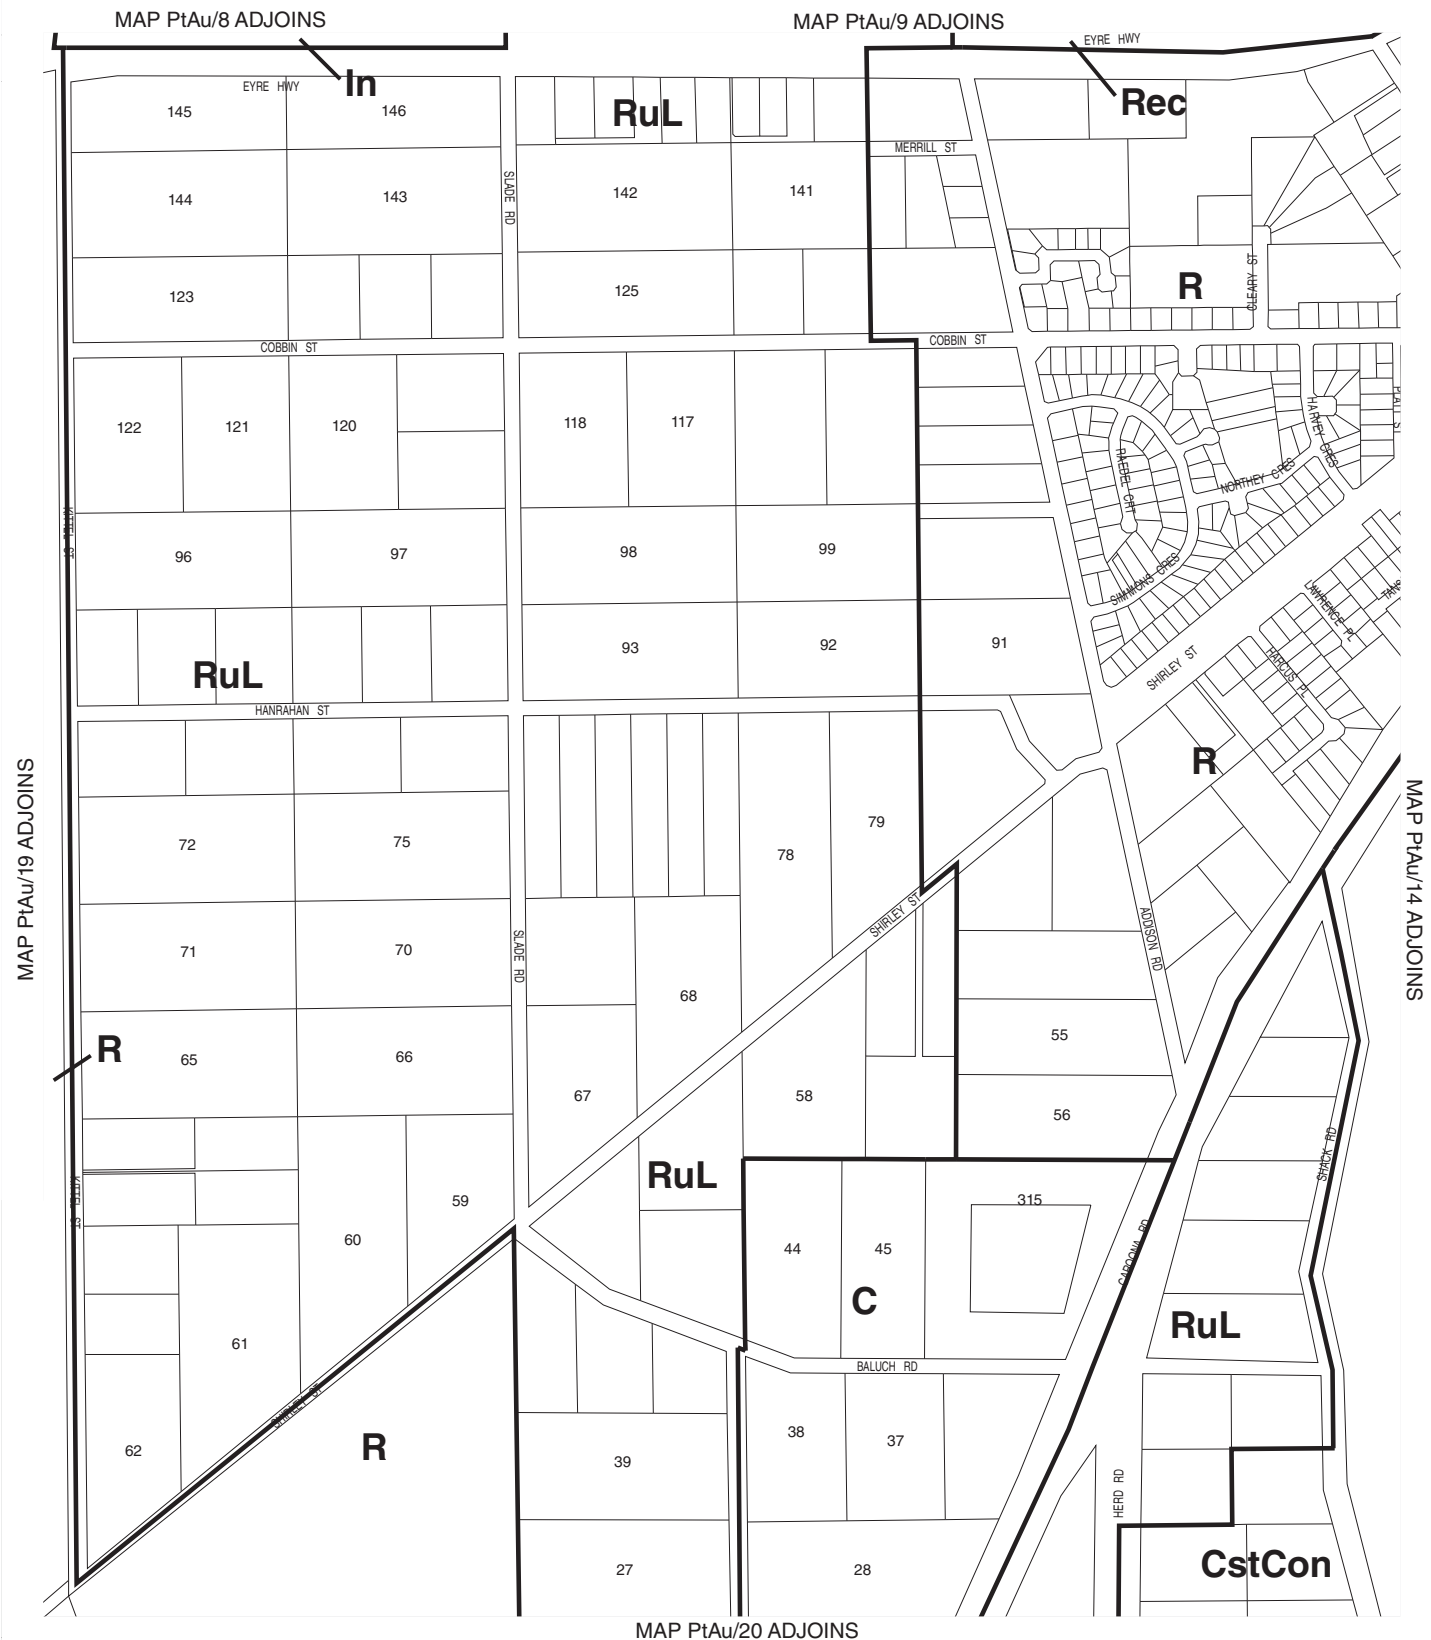 MAP PtAu/8 ADJOINS
MAP PtAu/9 ADJOINS
EYRE HWY
EYRE HWY
In
RuL
Rec
145
146
MERRILL ST
144
143
SLADE RD
142
141
123
125
R
CLEARY ST
COBBIN ST
COBBIN ST
122
121
120
118
117
HARVEY CRES
RAEDEL CRT
NORTHEY CRES
KITTEL ST
96
97
98
99
SIMMONS CRES
LAWRENCE PL
93
92
91
RuL
SHIRLEY ST
HARCUS PL
HANRAHAN ST
R
MAP PtAu/19 ADJOINS
MAP PtAu/14 ADJOINS
72
75
78
79
71
70
SLADE RD
SHIRLEY ST
ADDISON RD
68
R
65
66
67
58
55
56
SHACK RD
KITTEL ST
59
60
RuL
315
44
45
CAROONA RD
C
RuL
61
BALUCH RD
SHIRLEY ST
62
R
39
38
37
HERD RD
27
28
CstCon
MAP PtAu/20 ADJOINS